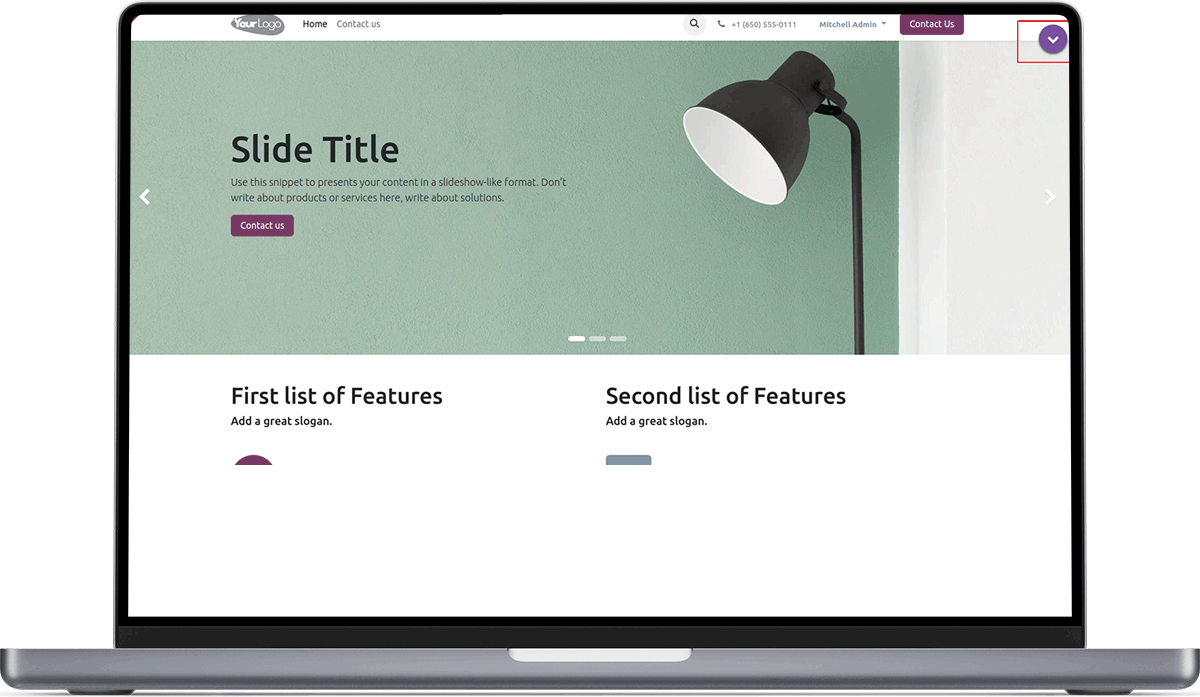 YourLogo
Home
Contact us
+1 (650) 555-0111
Mitchell Admin
Contact Us
Slide Title
Use this snippet to presents your content in a slideshow-like format. Don't
write about products or services here, write about solutions.
Contact us
First list of Features
Second list of Features
Add a great slogan.
Add a great slogan.